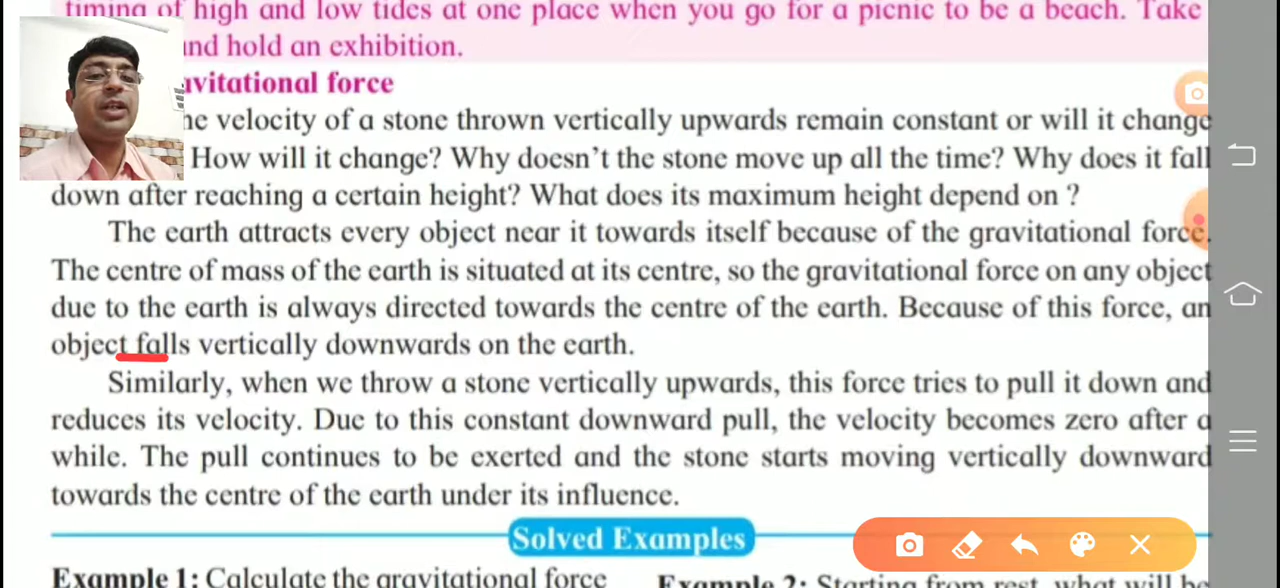 timing of high and low tides at one place when you go for a picnic to be a beach. Take
and hold an exhibition.
gravitational force
the velocity of a stone thrown vertically upwards remain constant or will it change
How will it change? Why doesn't the stone move up all the time? Why does it fall
down after reaching a certain height? What does its maximum height depend on ?
The earth attracts every object near it towards itself because of the gravitational force.
The centre of mass of the earth is situated at its centre, so the gravitational force on any object
due to the earth is always directed towards the centre of the earth. Because of this force, an
object falls vertically downwards on the earth.
Similarly, when we throw a stone vertically upwards, this force tries to pull it down and
reduces its velocity. Due to this constant downward pull, the velocity becomes zero after a
while. The pull continues to be exerted and the stone starts moving vertically downward
towards the centre of the earth under its influence.
Solved Examples
Example 1: Calculate the gravitational force
Example 2: Starting from rest, what will be